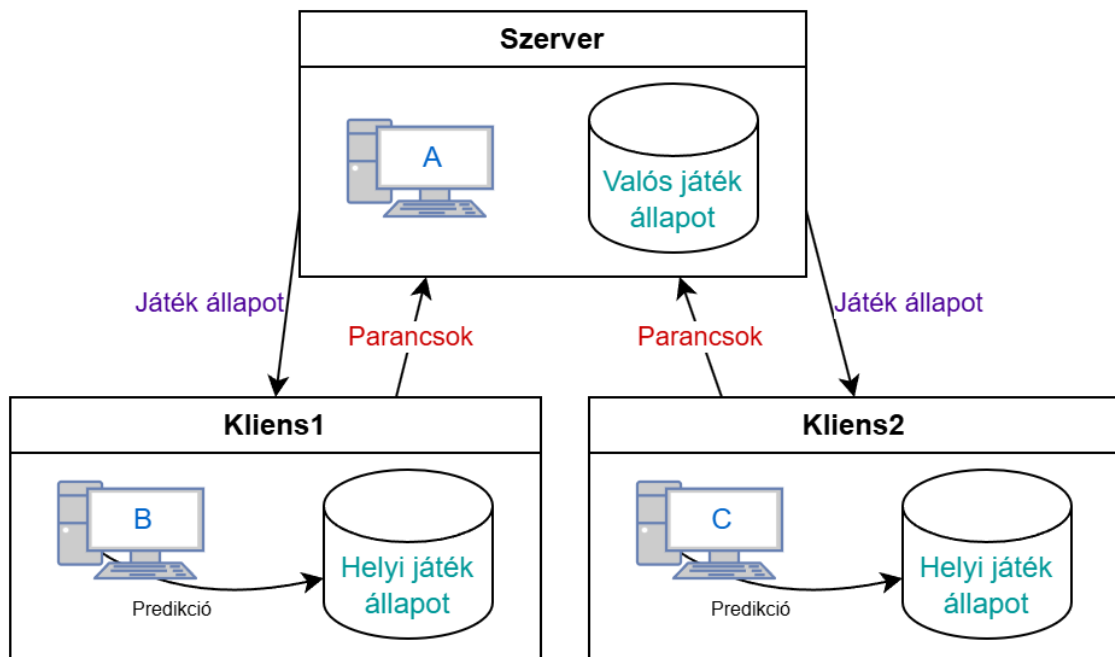 Szerver
A
Valós játék
állapot
Játék állapot
Parancsok
Parancsok
Játék állapot
Kliens1
B
Predikció
Helyi játék
állapot
Kliens2
C
Predikció
Helyi játék
állapot